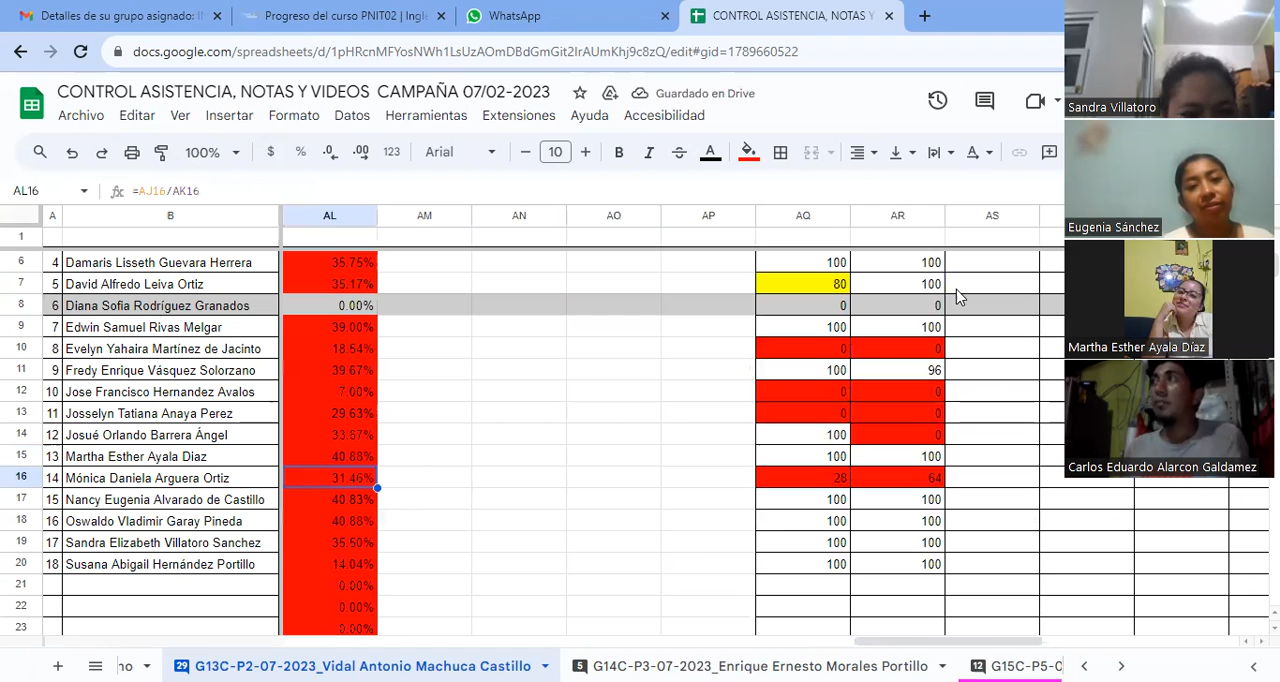 Detalles de su grupo asignado: I
Progreso del curso PNIT02 | Ingl
WhatsApp
CONTROL ASISTENCIA, NOTAS Y
docs.google.com/spreadsheets/d/1pHRcnMFYosNWh1LsUzAOmDBdGmGit2IrAUmKhj9c8zQ/edit#gid=1789660522
CONTROL ASISTENCIA, NOTAS Y VIDEOS CAMPAÑA 07/02-2023
Guardado en Drive
Archivo Editar Ver Insertar Formato Datos Herramientas Extensiones Ayuda Accesibilidad
100% $ % .0 .00 123 Arial 10 B I A
AL16 fx =AJ16/AK16
A B AL AM AN AO AP AQ AR AS
1
6 4 Damaris Lisseth Guevara Herrera 35.75% 100 100
7 5 David Alfredo Leiva Ortiz 35.17% 80 100
8 6 Diana Sofia Rodríguez Granados 0.00% 0 0
9 7 Edwin Samuel Rivas Melgar 39.00% 100 100
10 8 Evelyn Yahaira Martínez de Jacinto 18.54% 0 0
11 9 Fredy Enrique Vásquez Solorzano 39.67% 100 96
12 10 Jose Francisco Hernandez Avalos 7.00% 0 0
13 11 Josselyn Tatiana Anaya Perez 29.63% 0 0
14 12 Josué Orlando Barrera Ángel 33.67% 100 0
15 13 Martha Esther Ayala Diaz 40.88% 100 100
16 14 Mónica Daniela Arguera Ortiz 31.46% 28 64
17 15 Nancy Eugenia Alvarado de Castillo 40.83% 100 100
18 16 Oswaldo Vladimir Garay Pineda 40.88% 100 100
19 17 Sandra Elizabeth Villatoro Sanchez 35.50% 100 100
20 18 Susana Abigail Hernández Portillo 14.04% 100 100
21 0.00%
22 0.00%
23 0.00%
no 29 G13C-P2-07-2023_Vidal Antonio Machuca Castillo 5 G14C-P3-07-2023_Enrique Ernesto Morales Portillo 12 G15C-P5-0
Sandra Villatoro
Eugenia Sánchez
Martha Esther Ayala Díaz
Carlos Eduardo Alarcon Galdamez